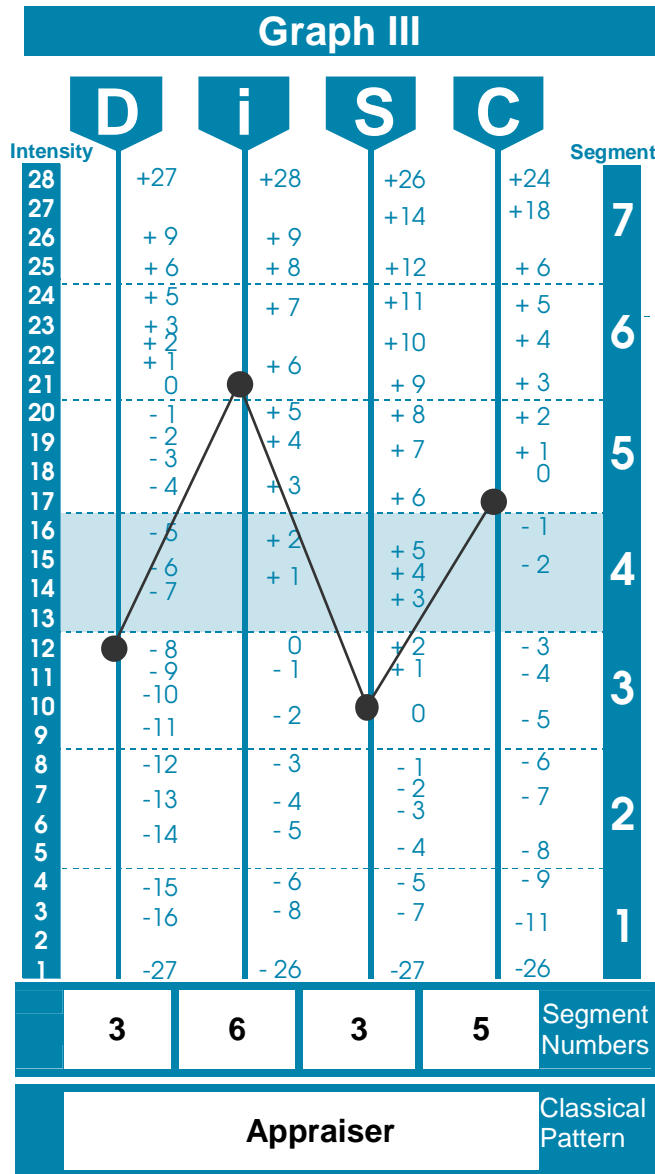 Graph III
D i S C
Intensity Segment
28 +27 +28 +26 +24
27 +14 +18 7
26 + 9 + 9
25 + 6 + 8 +12 + 6
24 + 5 + 7 +11 + 5
23 + 3 6
+ 2 +10 + 4
22 + 1 + 6
21 0 + 9 + 3
20 - 1 + 5 + 8 + 2
19 - 2 + 4 + 7 + 1 5
18 - 3 0
17 - 4 + 3 + 6
16 - 5 + 2 - 1
15 - 6 + 1 + 5 - 2 4
+ 4
14 - 7 + 3
13
12 - 8 0 + 2 - 3
11 - 9 - 1 + 1 - 4
10 -10 - 2 0 - 5 3
9 -11
8 -12 - 3 - 1 - 6
7 -13 - 4 - 2 - 7
- 3 2
6 -14 - 5
5 - 4 - 8
4 -15 - 6 - 5 - 9
3 -16 - 8 - 7 -11 1
2
1 -27 - 26 -27 -26
3 6 3 5 Segment
Numbers
Appraiser Classical
Pattern